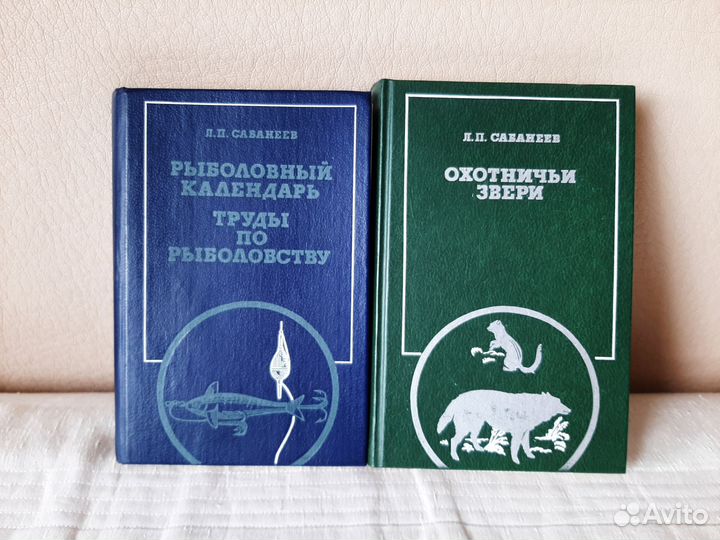 Л.П. САБАНЕЕВ
РЫБОЛОВНЫЙ
КАЛЕНДАРЬ
ТРУДЫ
ПО
РЫБОЛОВСТВУ
Л.П. САБАНЕЕВ
ОХОТНИЧЬИ
ЗВЕРИ
Avito